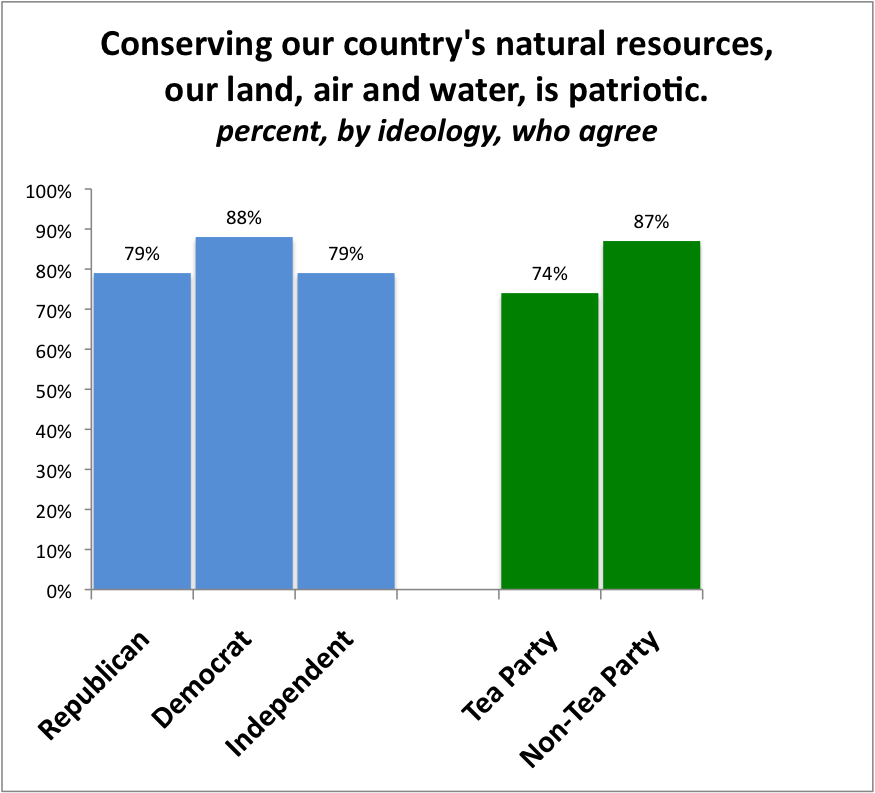 Conserving our country's natural resources,
our land, air and water, is patriotic.
percent, by ideology, who agree
100%
90%
80%
70%
60%
50%
40%
30%
20%
10%
0%
79%
88%
79%
74%
87%
Republican
Democrat
Independent
Tea Party
Non-Tea Party